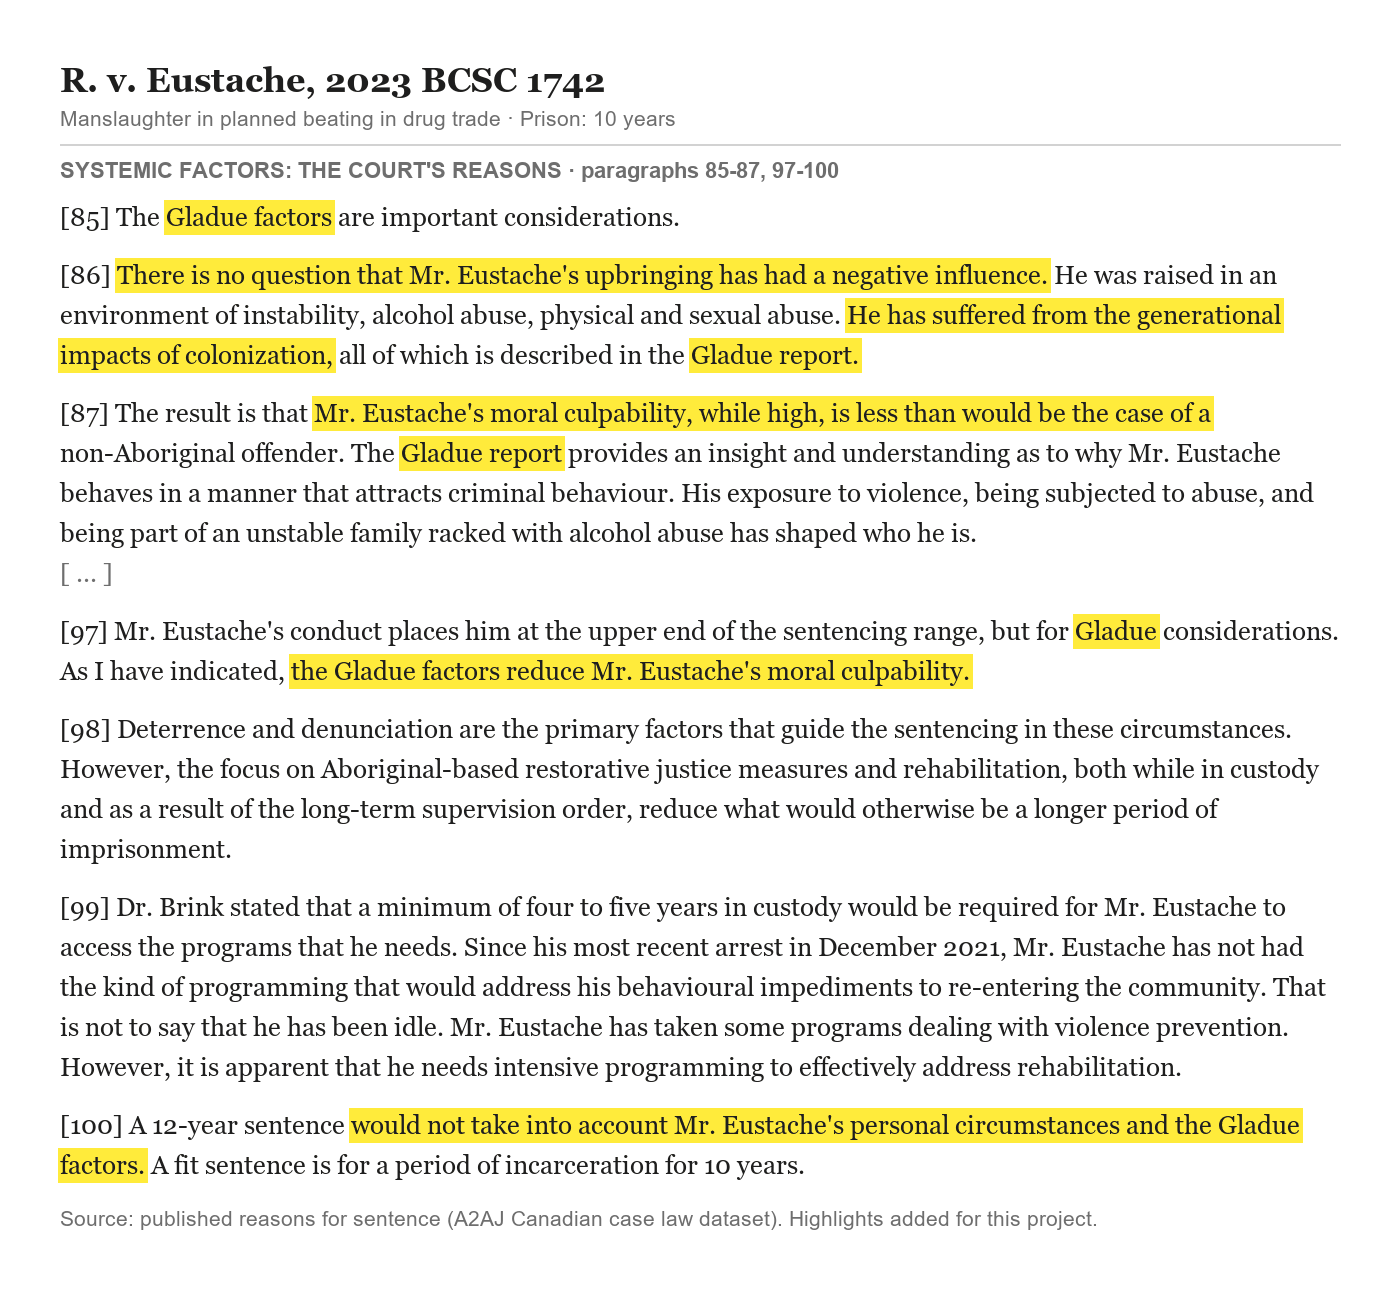 R. v. Eustache, 2023 BCSC 1742
Manslaughter in planned beating in drug trade · Prison: 10 years
SYSTEMIC FACTORS: THE COURT'S REASONS · paragraphs 85-87, 97-100
[85] The Gladue factors are important considerations.
[86] There is no question that Mr. Eustache's upbringing has had a negative influence. He was raised in an
environment of instability, alcohol abuse, physical and sexual abuse. He has suffered from the generational
impacts of colonization, all of which is described in the Gladue report.
[87] The result is that Mr. Eustache's moral culpability, while high, is less than would be the case of a
non-Aboriginal offender. The Gladue report provides an insight and understanding as to why Mr. Eustache
behaves in a manner that attracts criminal behaviour. His exposure to violence, being subjected to abuse, and
being part of an unstable family racked with alcohol abuse has shaped who he is.
[ ... ]
[97] Mr. Eustache's conduct places him at the upper end of the sentencing range, but for Gladue considerations.
As I have indicated, the Gladue factors reduce Mr. Eustache's moral culpability.
[98] Deterrence and denunciation are the primary factors that guide the sentencing in these circumstances.
However, the focus on Aboriginal-based restorative justice measures and rehabilitation, both while in custody
and as a result of the long-term supervision order, reduce what would otherwise be a longer period of
imprisonment.
[99] Dr. Brink stated that a minimum of four to five years in custody would be required for Mr. Eustache to
access the programs that he needs. Since his most recent arrest in December 2021, Mr. Eustache has not had
the kind of programming that would address his behavioural impediments to re-entering the community. That
is not to say that he has been idle. Mr. Eustache has taken some programs dealing with violence prevention.
However, it is apparent that he needs intensive programming to effectively address rehabilitation.
[100] A 12-year sentence would not take into account Mr. Eustache's personal circumstances and the Gladue
factors. A fit sentence is for a period of incarceration for 10 years.
Source: published reasons for sentence (A2AJ Canadian case law dataset). Highlights added for this project.